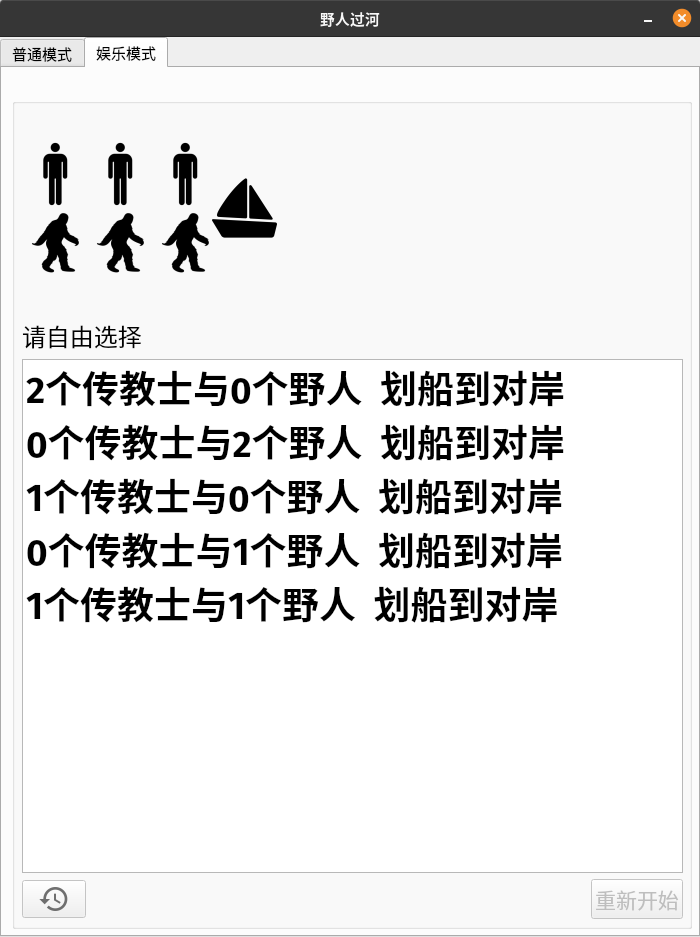 野人过河
普通模式 娱乐模式
请自由选择
2个传教士与0个野人 划船到对岸
0个传教士与2个野人 划船到对岸
1个传教士与0个野人 划船到对岸
0个传教士与1个野人 划船到对岸
1个传教士与1个野人 划船到对岸
重新开始